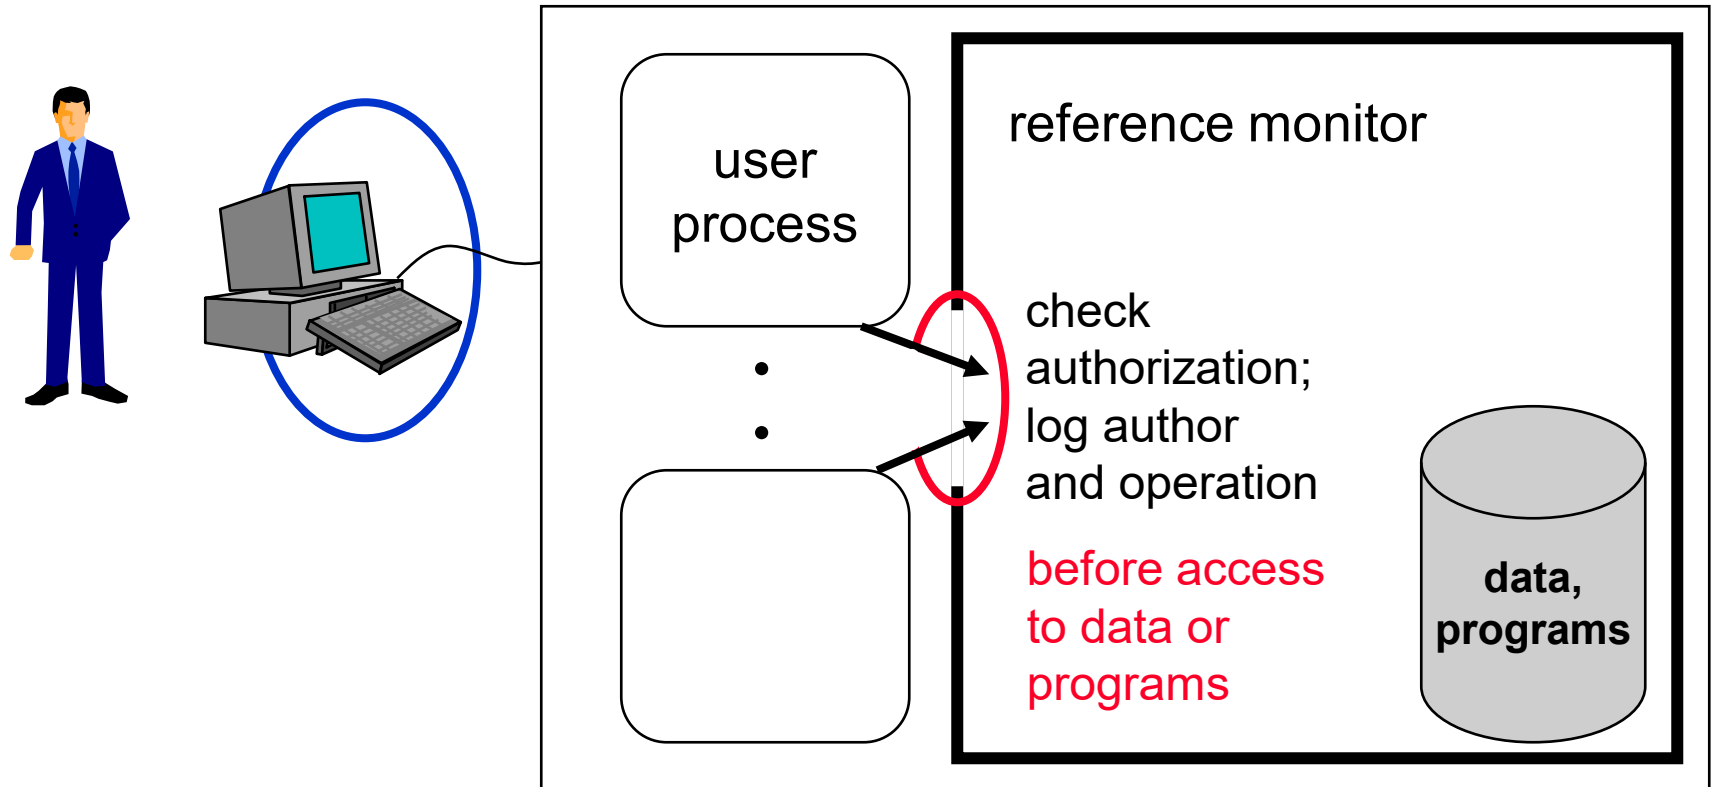 user
process
reference monitor
check
authorization;
log author
and operation
before access
to data or
programs
data,
programs